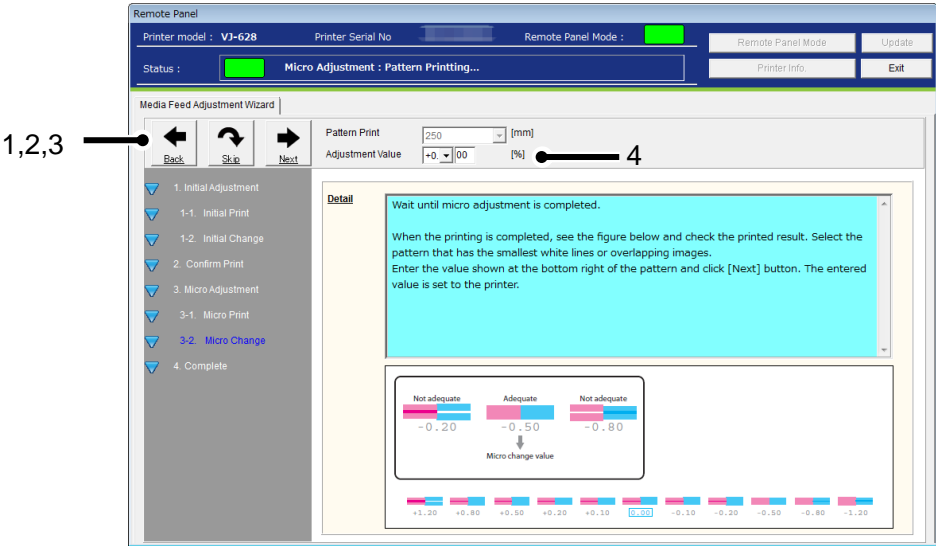 Remote Panel
Printer model : VJ-628 Printer Serial No Remote Panel Mode :
Remote Panel Mode Update
Status : Micro Adjustment : Pattern Printting...
Printer Info. Exit
Media Feed Adjustment Wizard
1,2,3
Back Skip Next
Pattern Print 250 [mm]
Adjustment Value +0. 00 [%]
4
1. Initial Adjustment
1-1. Initial Print
1-2. Initial Change
2. Confirm Print
3. Micro Adjustment
3-1. Micro Print
3-2. Micro Change
4. Complete
Detail
Wait until micro adjustment is completed.
When the printing is completed, see the figure below and check the printed result. Select the
pattern that has the smallest white lines or overlapping images.
Enter the value shown at the bottom right of the pattern and click [Next] button. The entered
value is set to the printer.
Not adequate Adequate Not adequate
-0.20 -0.50 -0.80
Micro change value
+1.20 +0.80 +0.50 +0.20 +0.10 0.00 -0.10 -0.20 -0.50 -0.80 -1.20